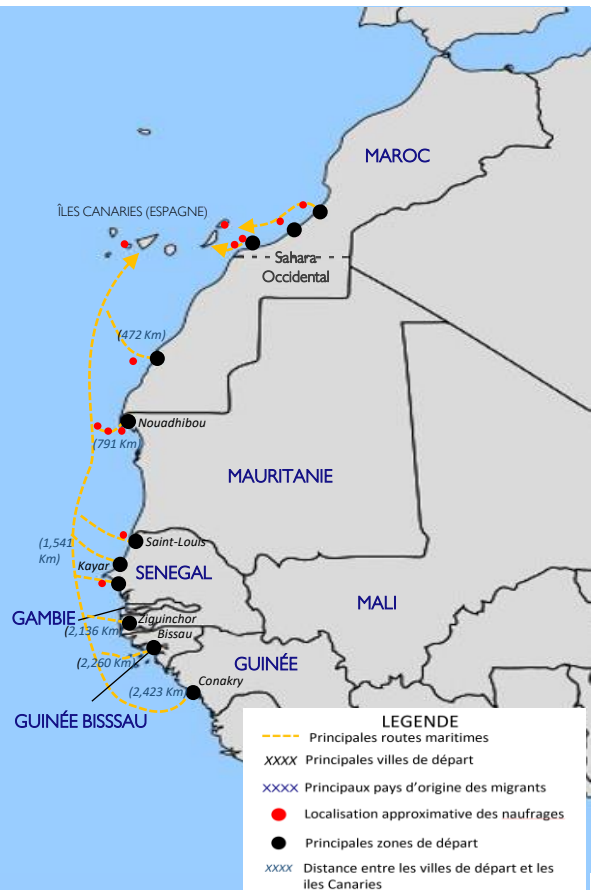 MAROC
ÎLES CANARIES (ESPAGNE)
Sahara
Occidental
(472 Km)
Nouadhibou
(791 Km)
MAURITANIE
(1,541
Km)
Saint-Louis
Kayar
SENEGAL
MALI
GAMBIE
Ziguinchor
(2,136 Km)
Bissau
(2,260 Km)
GUINÉE
Conakry
(2,423 Km)
GUINÉE BISSSAU
LEGENDE
Principales routes maritimes
XXXX Principales villes de départ
XXXX Principaux pays d'origine des migrants
Localisation approximative des naufrages
Principales zones de départ
XXXX Distance entre les villes de départ et les
iles Canaries